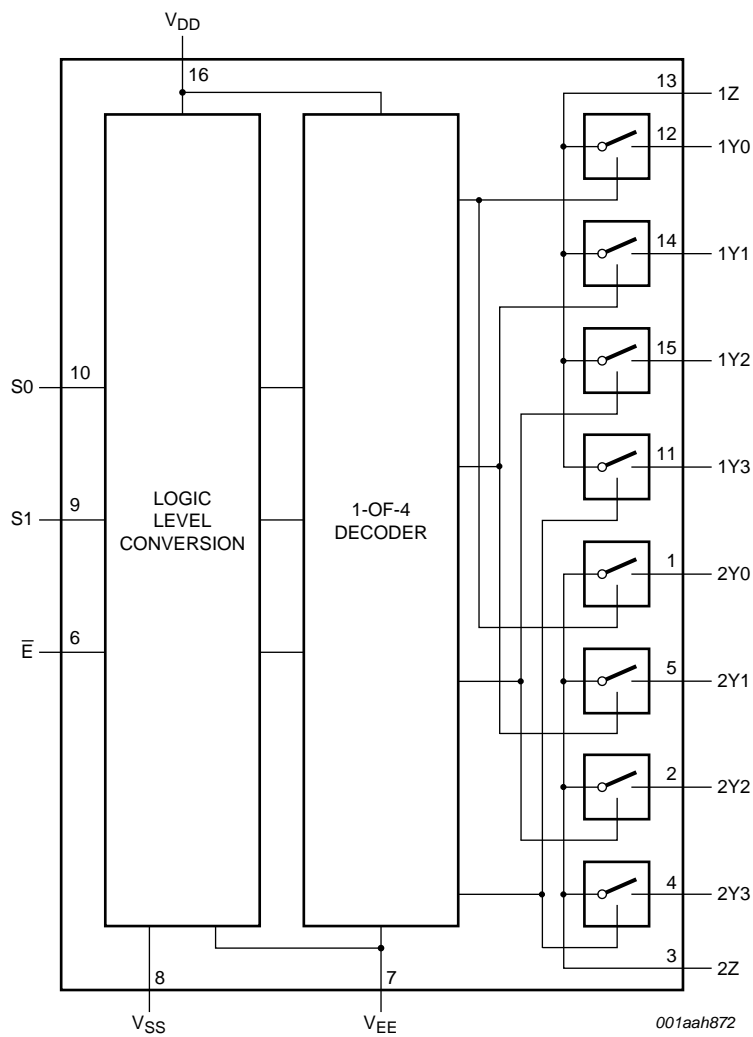 VDD
16
13
1Z
12
1Y0
14
1Y1
15
1Y2
11
1Y3
1
2Y0
5
2Y1
2
2Y2
4
2Y3
3
2Z
S0
10
S1
9
E̅
6
LOGIC
LEVEL
CONVERSION
1-OF-4
DECODER
8
VSS
7
VEE
001aah872